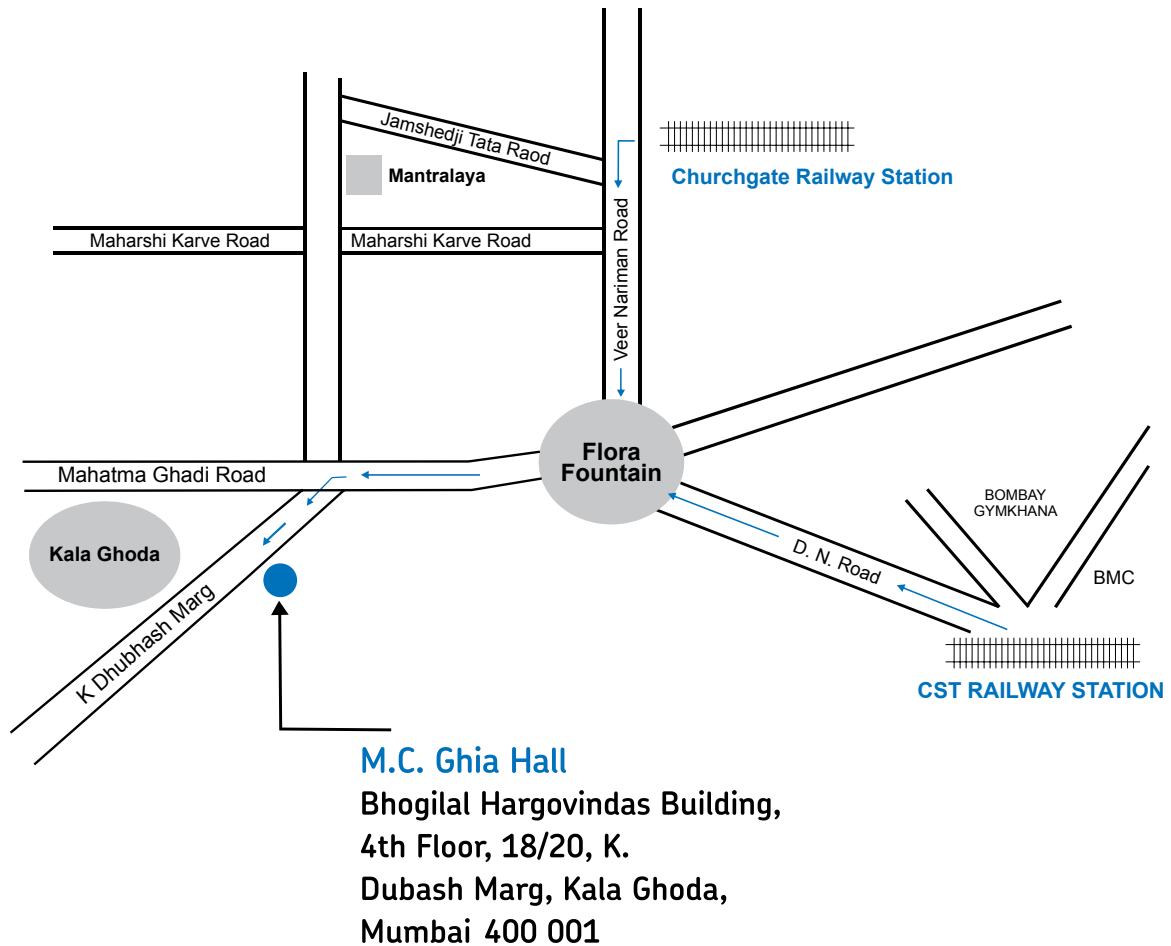 Jamshedji Tata Raod
Mantralaya
Churchgate Railway Station
Maharshi Karve Road
Maharshi Karve Road
Veer Nariman Road
Flora
Fountain
Mahatma Ghadi Road
Kala Ghoda
K Dhubhash Marg
D. N. Road
BOMBAY
GYMKHANA
BMC
CST RAILWAY STATION
M.C. Ghia Hall
Bhogilal Hargovindas Building,
4th Floor, 18/20, K.
Dubash Marg, Kala Ghoda,
Mumbai 400 001